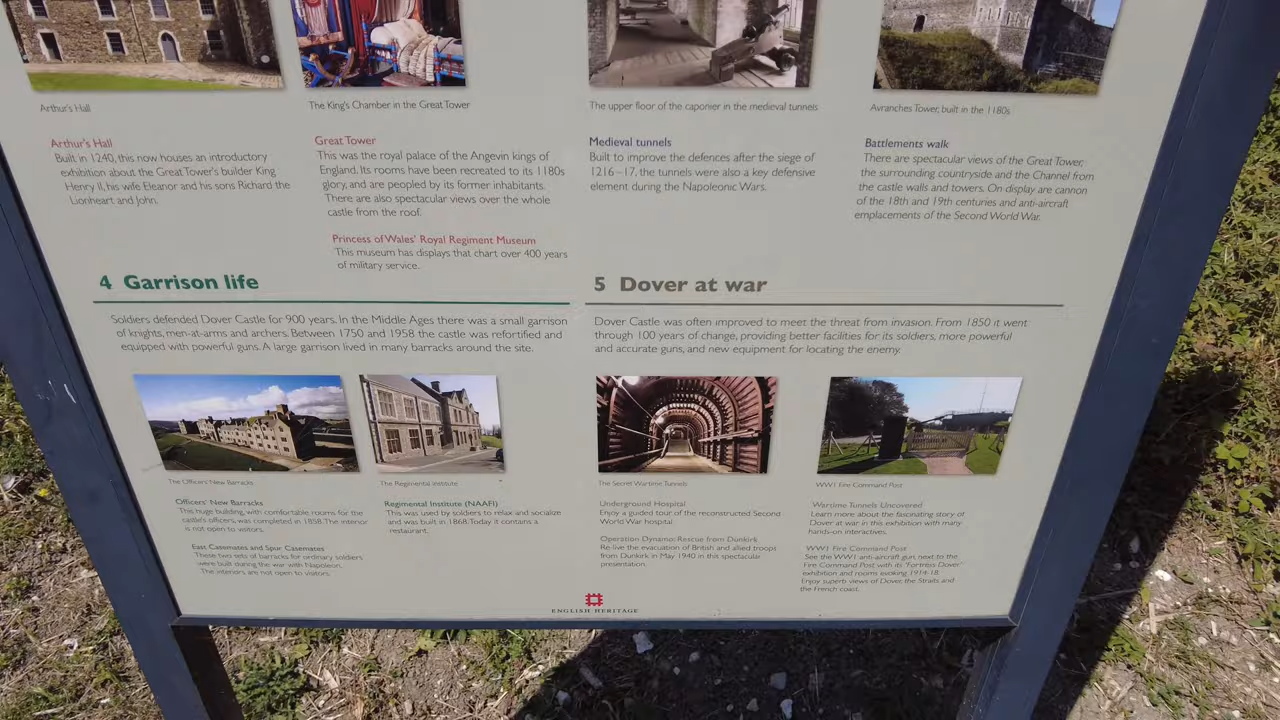 Arthur's Hall
The King's Chamber in the Great Tower
The upper floor of the caponier in the medieval tunnels
Avranches Tower, built in the 1180s
Arthur's Hall
Built in 1240, this now houses an introductory
exhibition about the Great Tower's builder King
Henry II, his wife Eleanor and his sons Richard the
Lionheart and John.
Great Tower
This was the royal palace of the Angevin kings of
England. Its rooms have been recreated to its 1180s
glory, and are peopled by its former inhabitants.
There are also spectacular views over the whole
castle from the roof.
Princess of Wales' Royal Regiment Museum
This museum has displays that chart over 400 years
of military service.
Medieval tunnels
Built to improve the defences after the siege of
1216–17, the tunnels were also a key defensive
element during the Napoleonic Wars.
Battlements walk
There are spectacular views of the Great Tower,
the surrounding countryside and the Channel from
the castle walls and towers. On display are cannon
of the 18th and 19th centuries and anti-aircraft
emplacements of the Second World War.
4 Garrison life
Soldiers defended Dover Castle for 900 years. In the Middle Ages there was a small garrison
of knights, men-at-arms and archers. Between 1750 and 1958 the castle was refortified and
equipped with powerful guns. A large garrison lived in many barracks around the site.
The Officers' New Barracks
The Regimental Institute
Officers' New Barracks
This huge building, with comfortable rooms for the
castle's officers, was completed in 1858. The interior
is not open to visitors.
East Casemates and Spur Casemates
These two sets of barracks for ordinary soldiers
were built during the war with Napoleon.
The interiors are not open to visitors.
Regimental Institute (NAAFI)
This was used by soldiers to relax and socialize
and was built in 1868. Today it contains a
restaurant.
5 Dover at war
Dover Castle was often improved to meet the threat from invasion. From 1850 it went
through 100 years of change, providing better facilities for its soldiers, more powerful
and accurate guns, and new equipment for locating the enemy.
The Secret Wartime Tunnels
WW1 Fire Command Post
Underground Hospital
Enjoy a guided tour of the reconstructed Second
World War hospital
Operation Dynamo: Rescue from Dunkirk
Re-live the evacuation of British and allied troops
from Dunkirk in May 1940 in this spectacular
presentation.
Wartime Tunnels Uncovered
Learn more about the fascinating story of
Dover at war in this exhibition with many
hands-on interactives.
WW1 Fire Command Post
See the WW1 anti-aircraft gun, next to the
Fire Command Post with its "Fortress Dover"
exhibition and rooms evoking 1914-18.
Enjoy superb views of Dover, the Straits and
the French coast.
ENGLISH HERITAGE